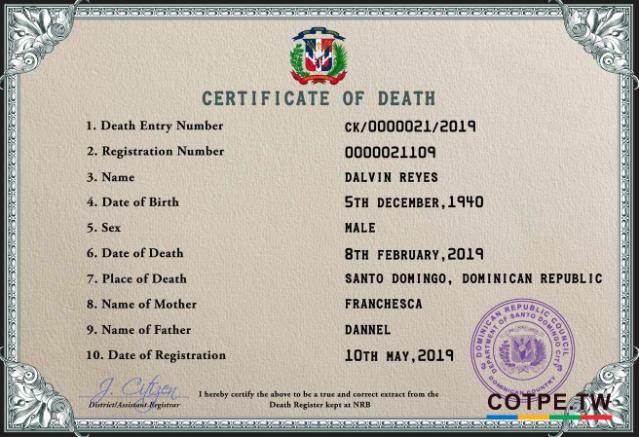 CERTIFICATE OF DEATH
1. Death Entry Number CK/0000021/2019
2. Registration Number 0000021109
3. Name DALVIN REYES
4. Date of Birth 5TH DECEMBER,1940
5. Sex MALE
6. Date of Death 8TH FEBRUARY,2019
7. Place of Death SANTO DOMINGO, DOMINICAN REPUBLIC
8. Name of Mother FRANCHESCA
9. Name of Father DANNEL
10. Date of Registration 10TH MAY,2019
DOMINICAN REPUBLIC COUNCIL
DEPARTMENT OF SANTO DOMINGO CITY
DOMINICAN COUNTRY
J. Citizen
District/Assistant Registrar
I hereby certify the above to be a true and correct extract from the
Death Register kept at NRB
COTPE.TW